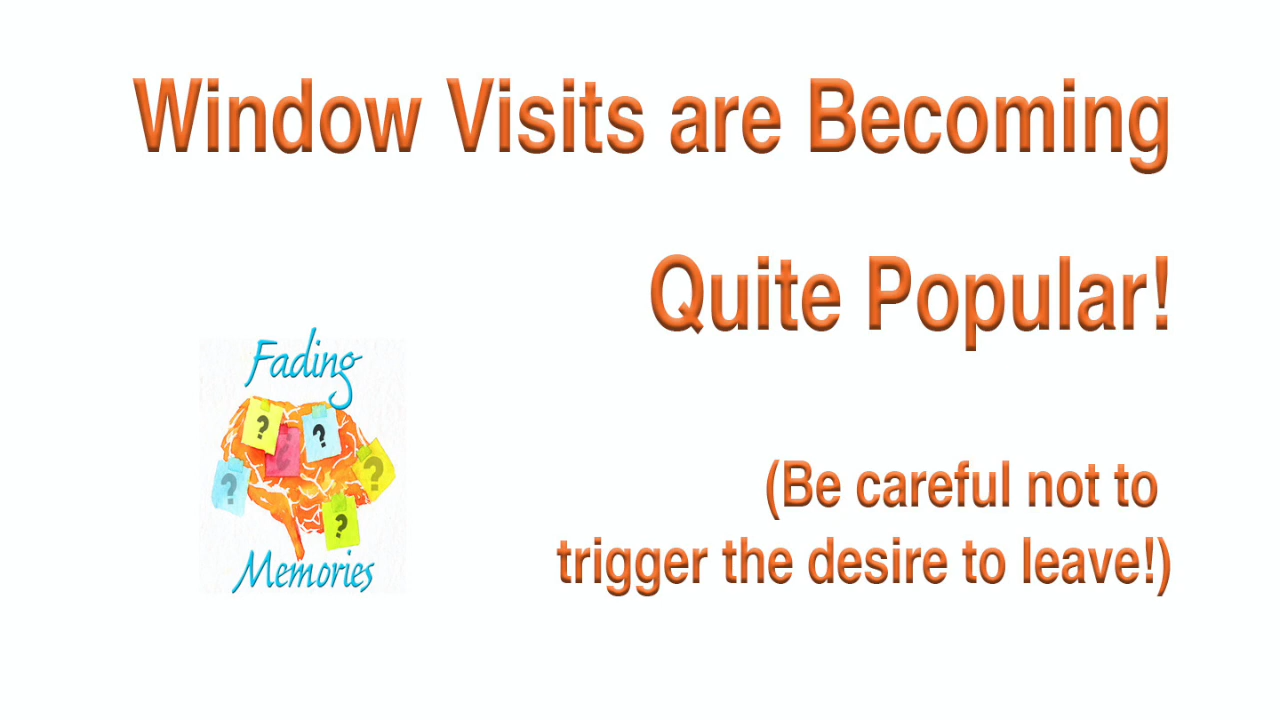 Window Visits are Becoming
Quite Popular!
Fading
? ?
? ?
? ?
Memories
(Be careful not to
trigger the desire to leave!)